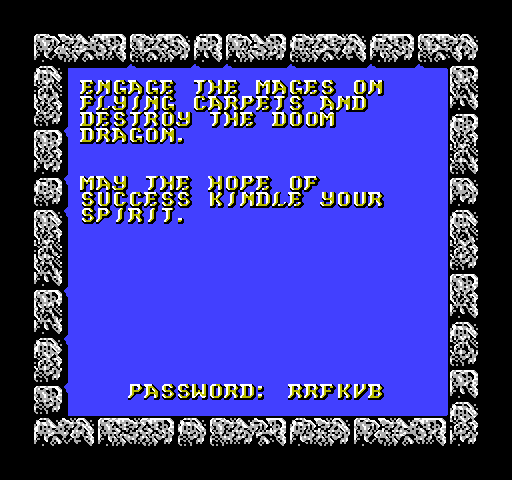 ENGAGE THE MAGES ON
FLYING CARPETS AND
DESTROY THE DOOM
DRAGON.
MAY THE HOPE OF
SUCCESS KINDLE YOUR
SPIRIT.
PASSWORD: RRFKVB